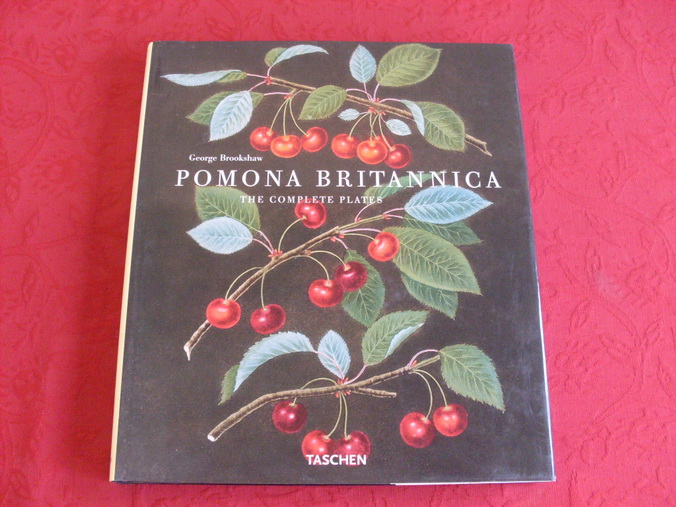 George Brookshaw
POMONA BRITANNICA
THE COMPLETE PLATES
TASCHEN